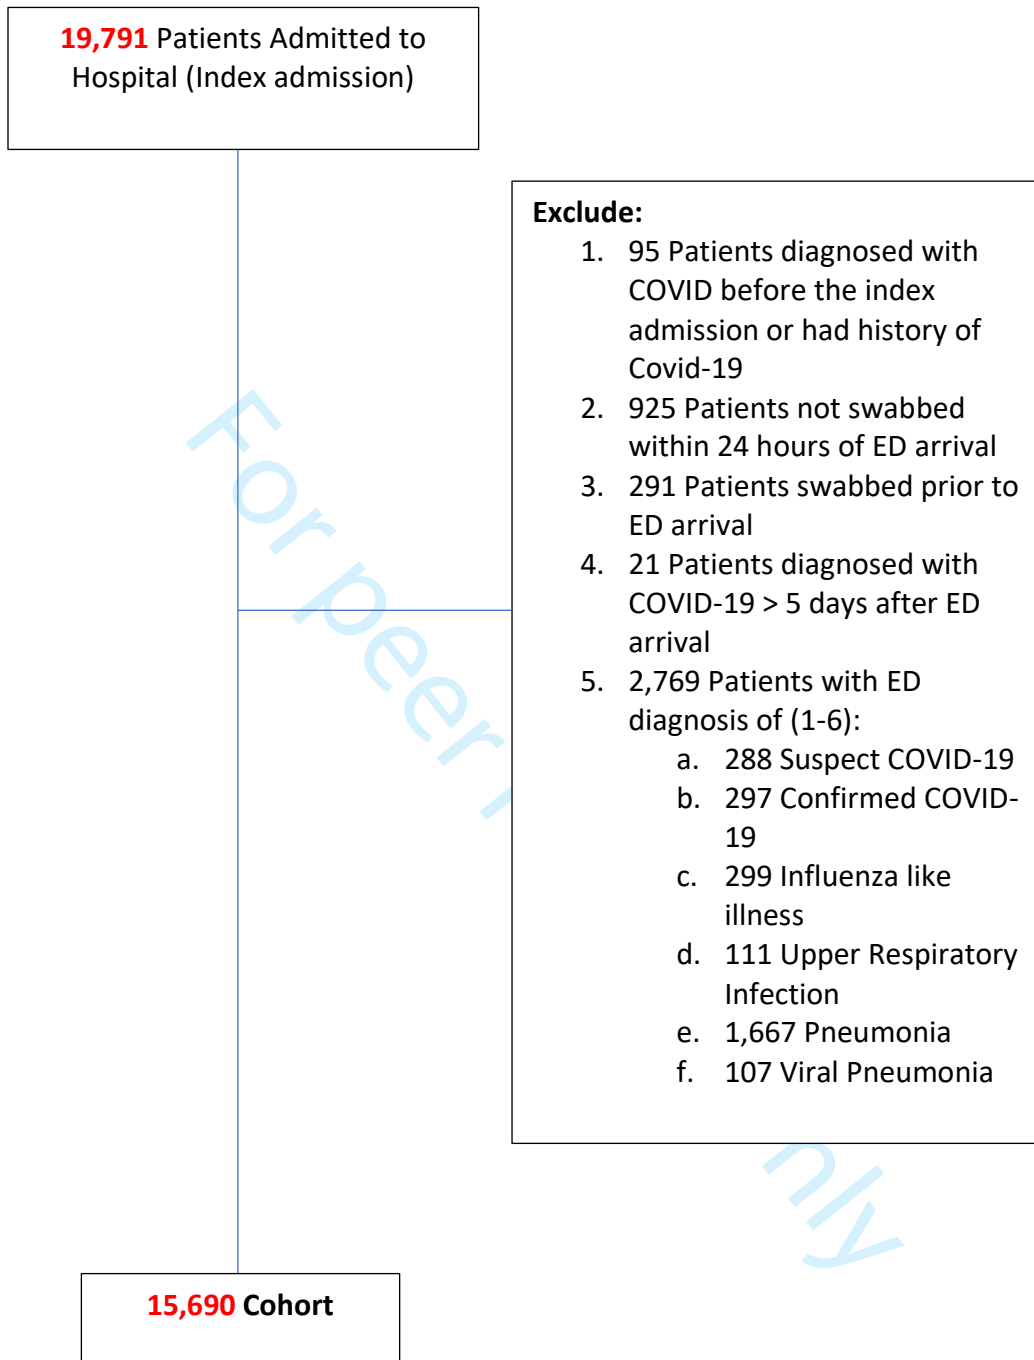 19,791 Patients Admitted to
Hospital (Index admission)
Exclude:
1. 95 Patients diagnosed with
COVID before the index
admission or had history of
Covid-19
2. 925 Patients not swabbed
within 24 hours of ED arrival
3. 291 Patients swabbed prior to
ED arrival
4. 21 Patients diagnosed with
COVID-19 > 5 days after ED
arrival
5. 2,769 Patients with ED
diagnosis of (1-6):
a. 288 Suspect COVID-19
b. 297 Confirmed COVID-
19
c. 299 Influenza like
illness
d. 111 Upper Respiratory
Infection
e. 1,667 Pneumonia
f. 107 Viral Pneumonia
15,690 Cohort
For peer